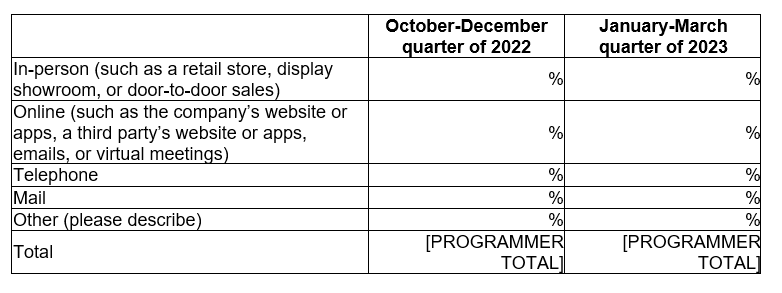 October-December January-March
quarter of 2022 quarter of 2023
In-person (such as a retail store, display
showroom, or door-to-door sales) % %
Online (such as the company’s website or
apps, a third party’s website or apps, % %
emails, or virtual meetings)
Telephone % %
Mail % %
Other (please describe) % %
Total [PROGRAMMER [PROGRAMMER
TOTAL] TOTAL]